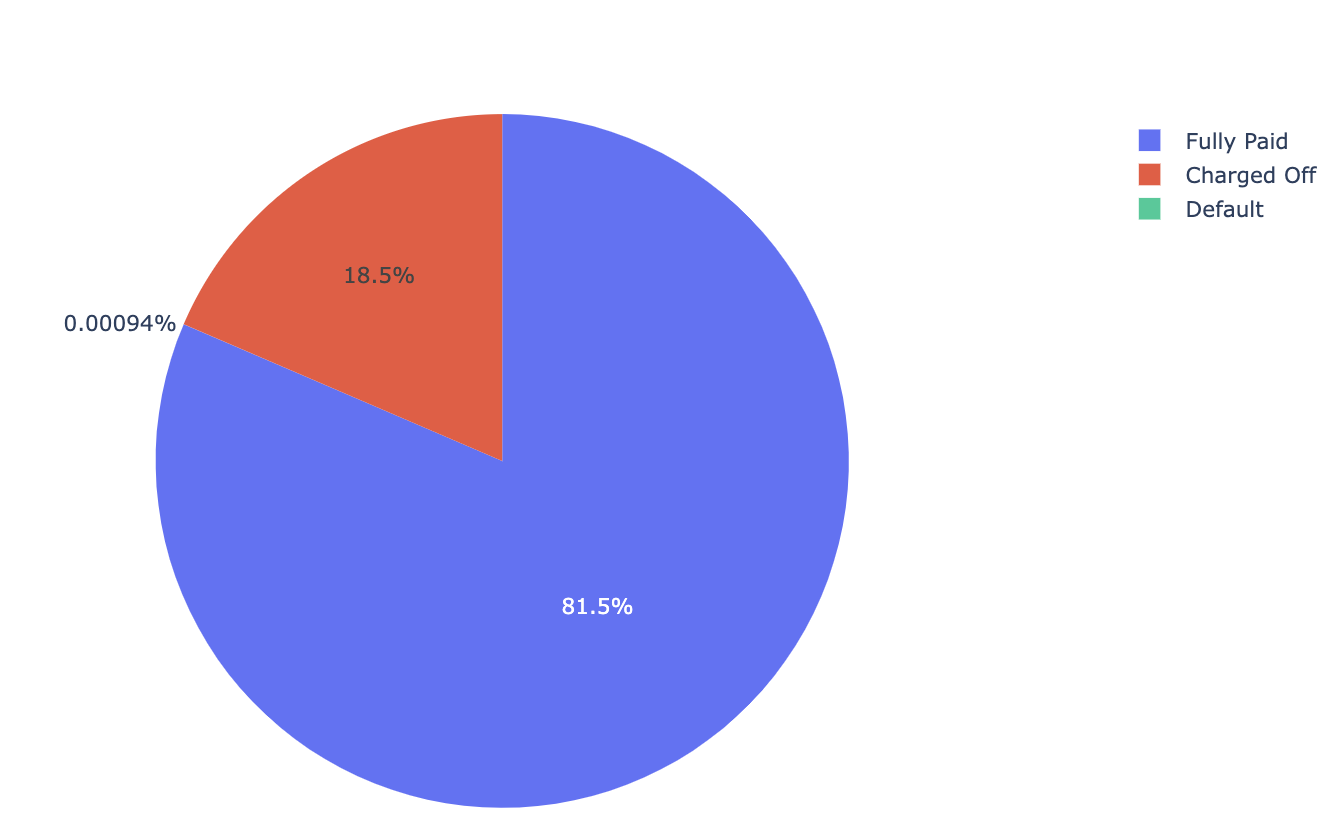 Fully Paid
Charged Off
Default
18.5%
0.00094%
81.5%